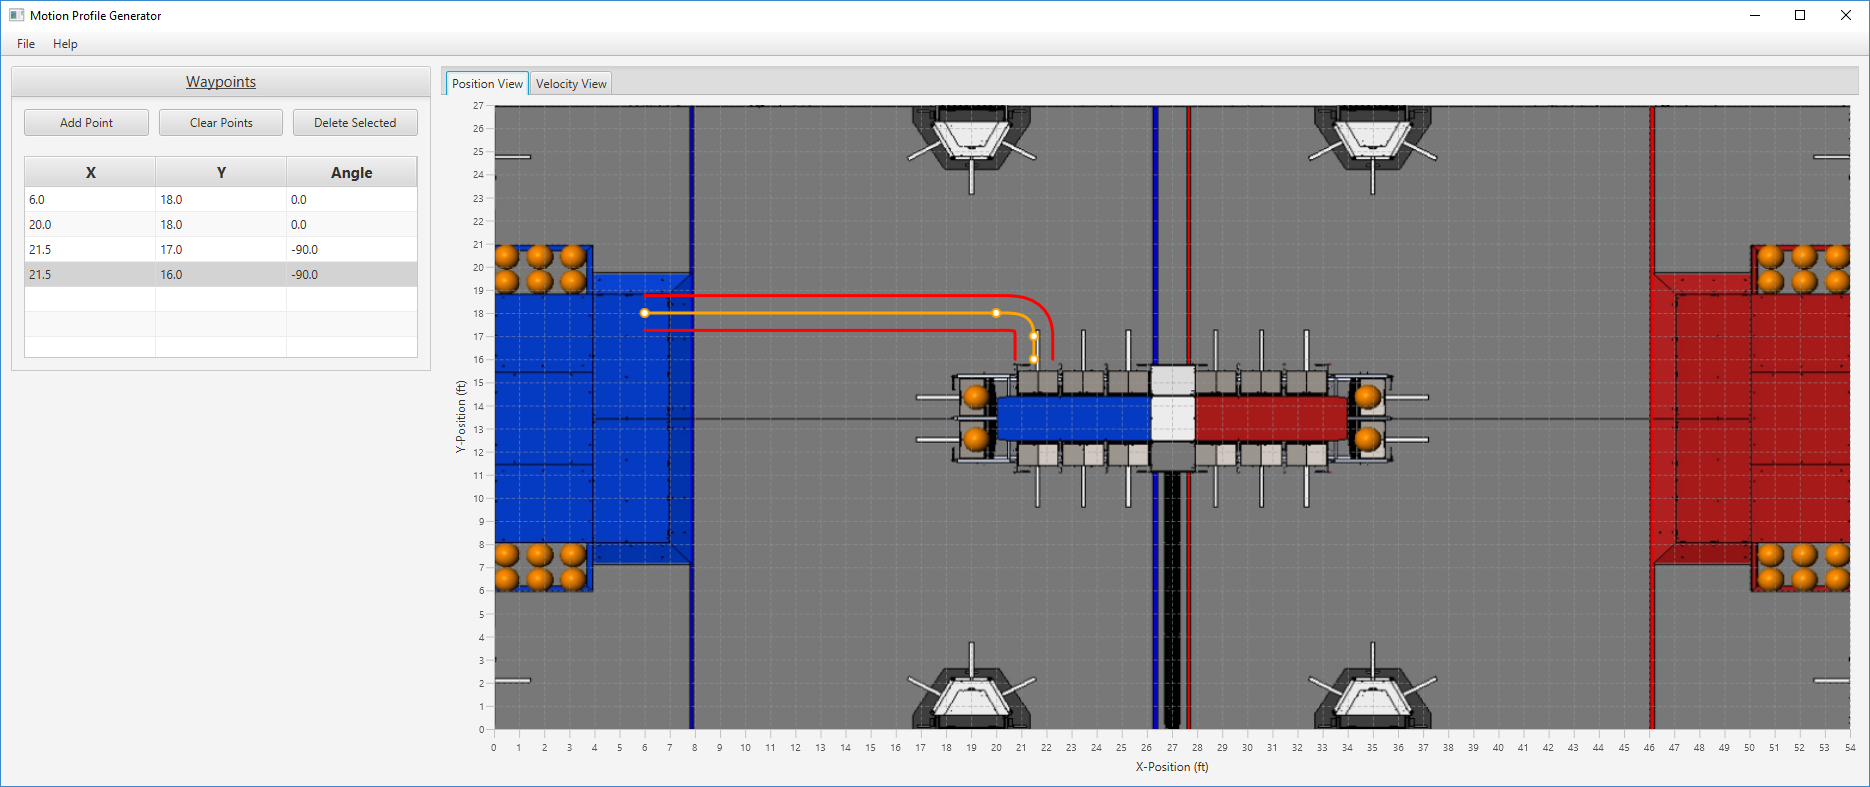 Motion Profile Generator
File Help
Waypoints
Add Point Clear Points Delete Selected
X Y Angle
6.0 18.0 0.0
20.0 18.0 0.0
21.5 17.0 -90.0
21.5 16.0 -90.0
Position View Velocity View
27
26
25
24
23
22
21
20
19
18
17
16
15
14
13
12
11
10
9
8
7
6
5
4
3
2
1
0
Y-Position (ft)
0 1 2 3 4 5 6 7 8 9 10 11 12 13 14 15 16 17 18 19 20 21 22 23 24 25 26 27 28 29 30 31 32 33 34 35 36 37 38 39 40 41 42 43 44 45 46 47 48 49 50 51 52 53 54
X-Position (ft)